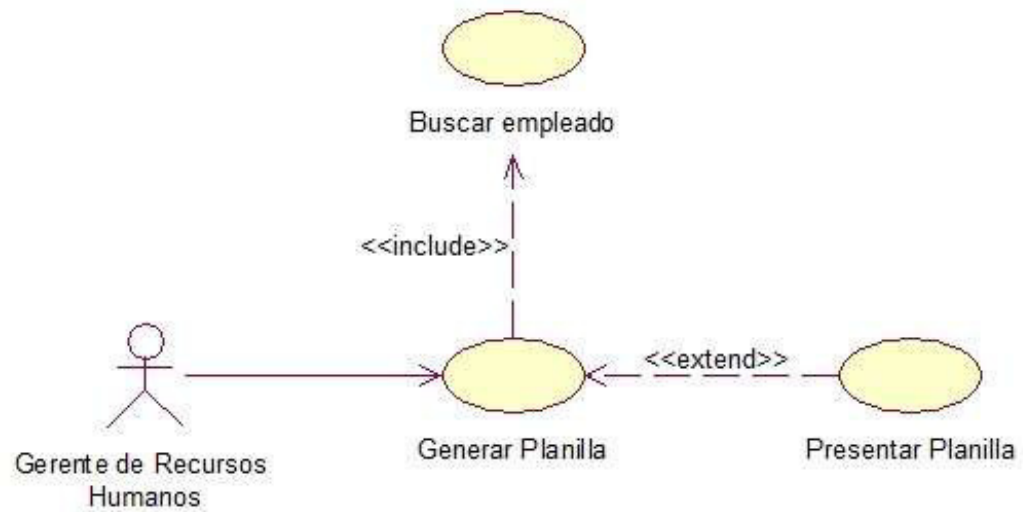 Buscar empleado
<<include>>
<<extend>>
Generar Planilla
Presentar Planilla
Gerente de Recursos
Humanos